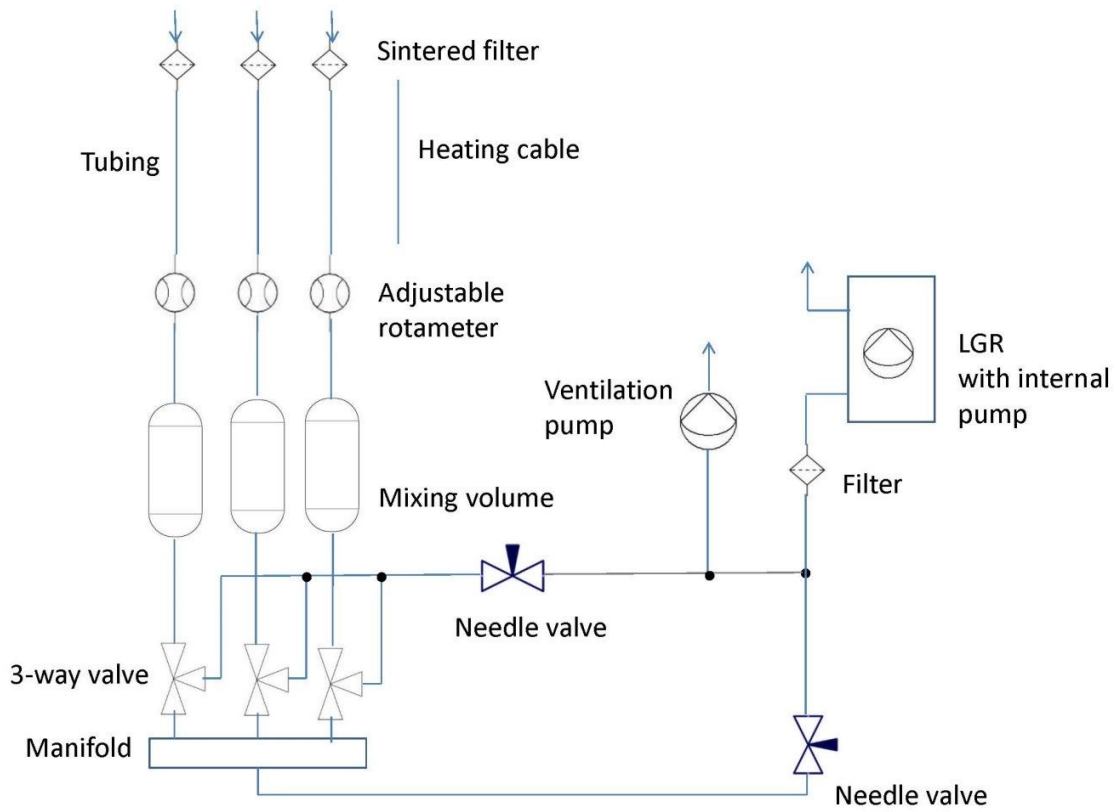 Sintered filter
Tubing
Heating cable
Adjustable
rotameter
LGR
with internal
pump
Ventilation
pump
Filter
Mixing volume
Needle valve
3-way valve
Manifold
Needle valve